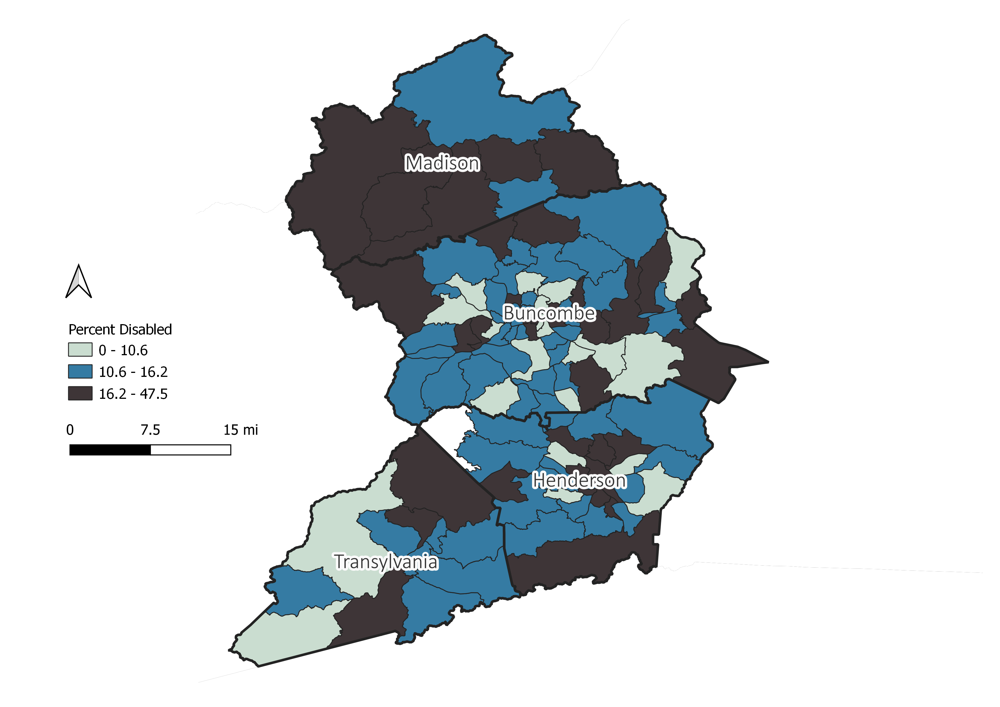 Madison
Buncombe
Percent Disabled
0 - 10.6
10.6 - 16.2
16.2 - 47.5
0 7.5 15 mi
Henderson
Transylvania